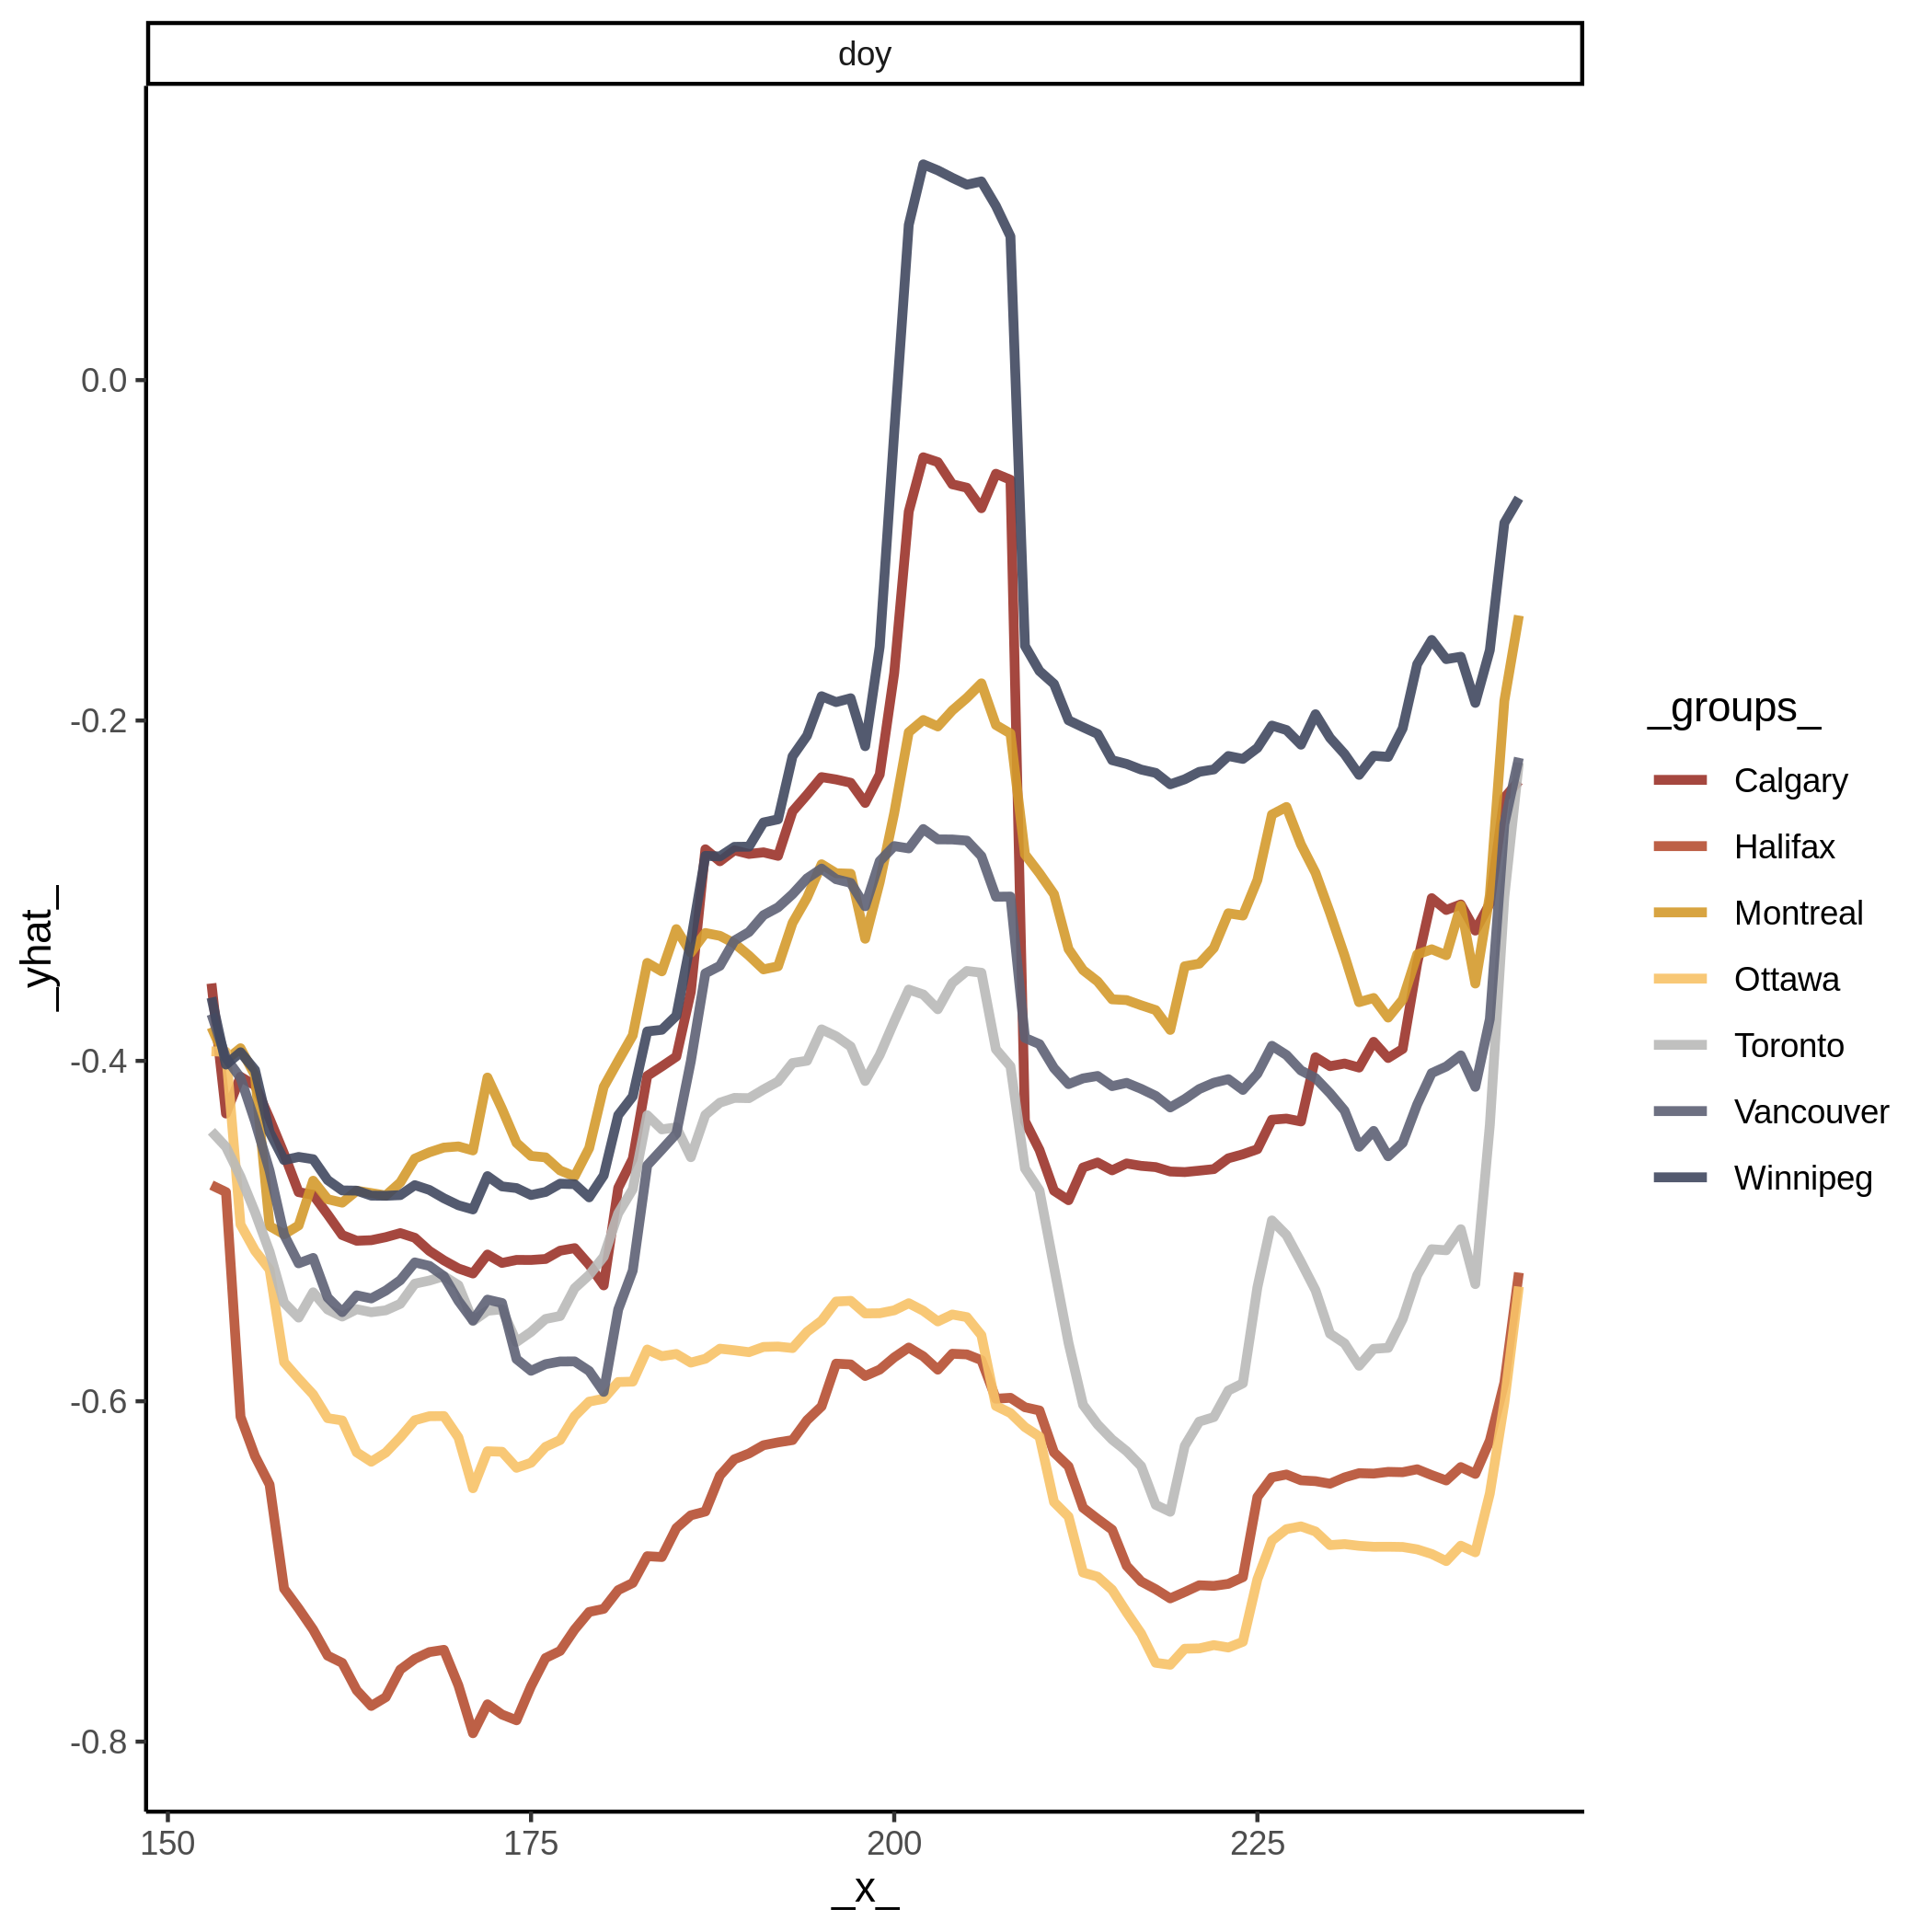 doy
0.0
-0.2
-0.4
-0.6
-0.8
_yhat_
150 175 200 225
_x_
_groups_
Calgary
Halifax
Montreal
Ottawa
Toronto
Vancouver
Winnipeg